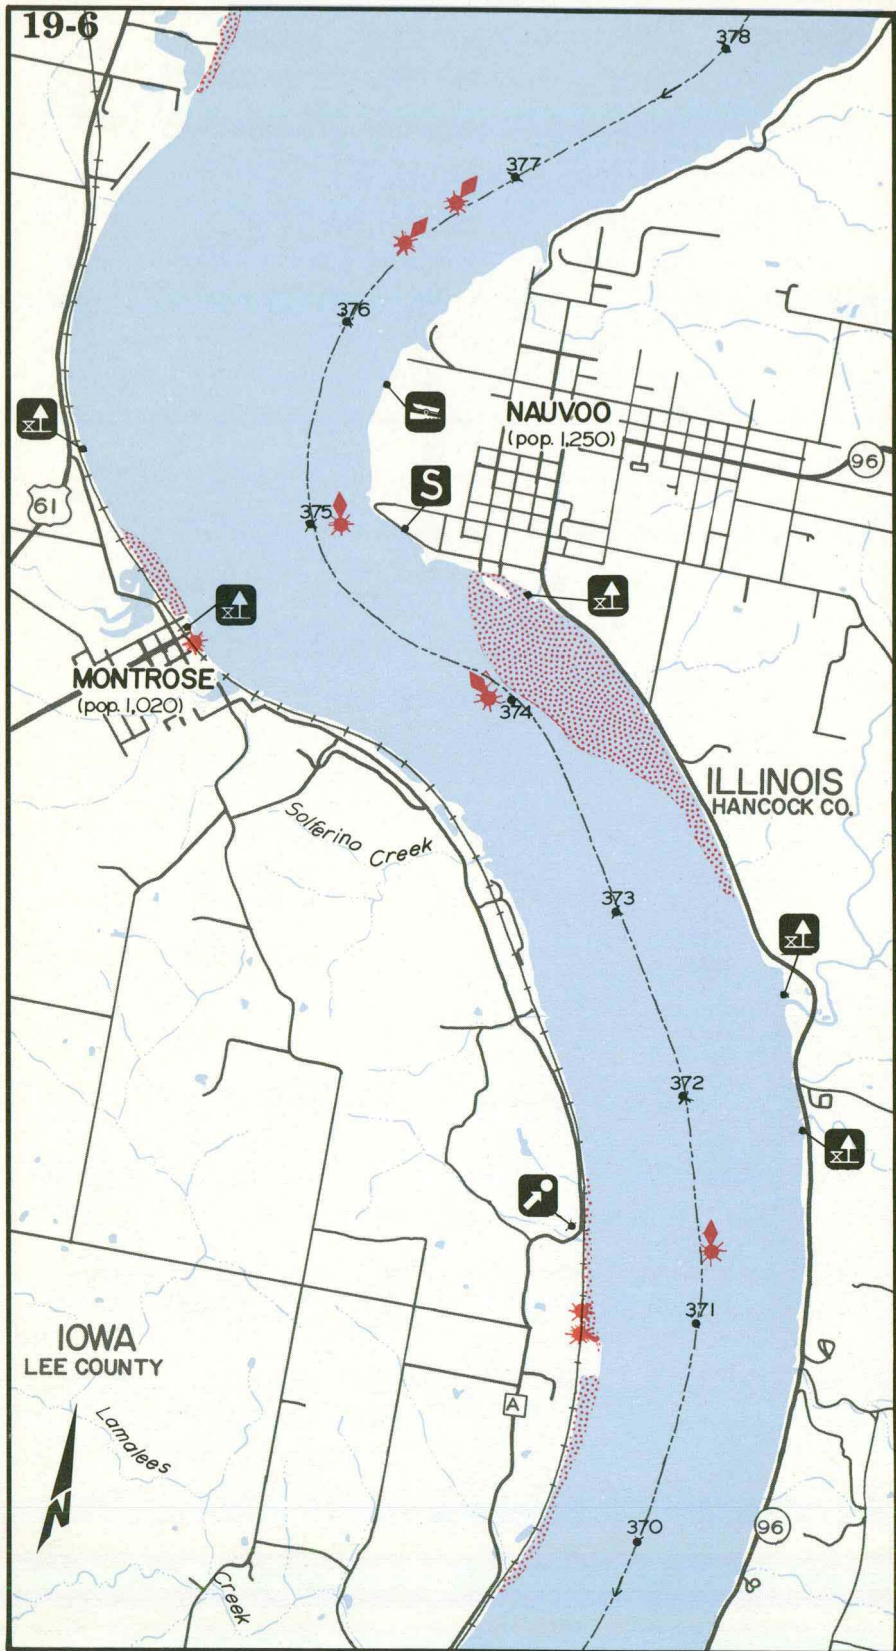 19-6
378
377
376
NAUVOO
(pop. 1,250)
96
61
S
375
MONTROSE
(pop. 1,020)
374
ILLINOIS
HANCOCK CO.
Solferino Creek
373
372
371
IOWA
LEE COUNTY
A
Lamalees
Creek
N
370
96